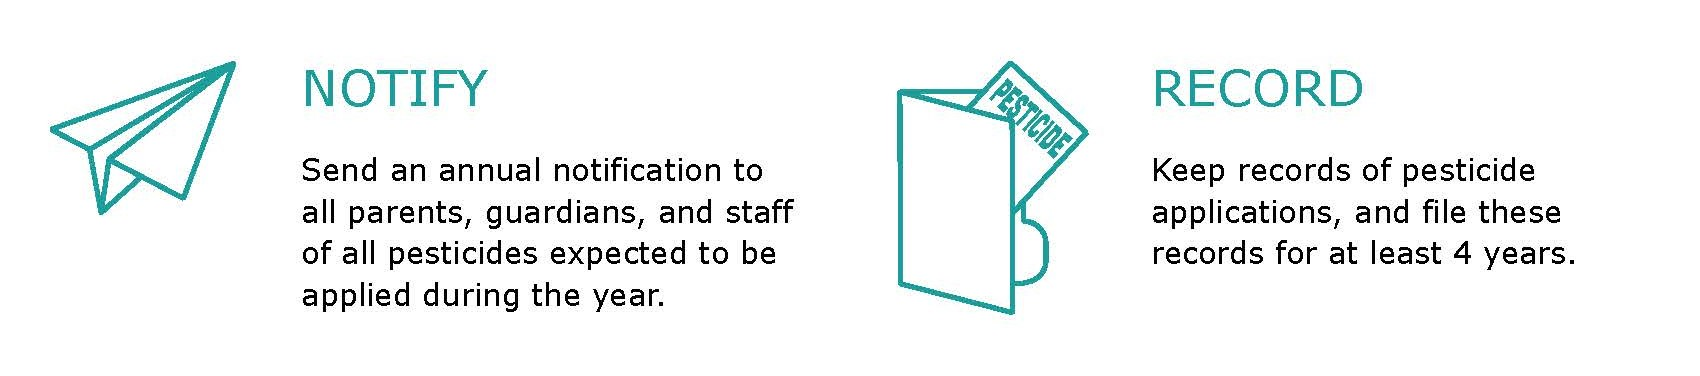 NOTIFY
Send an annual notification to
all parents, guardians, and staff
of all pesticides expected to be
applied during the year.
PESTICIDE
RECORD
Keep records of pesticide
applications, and file these
records for at least 4 years.